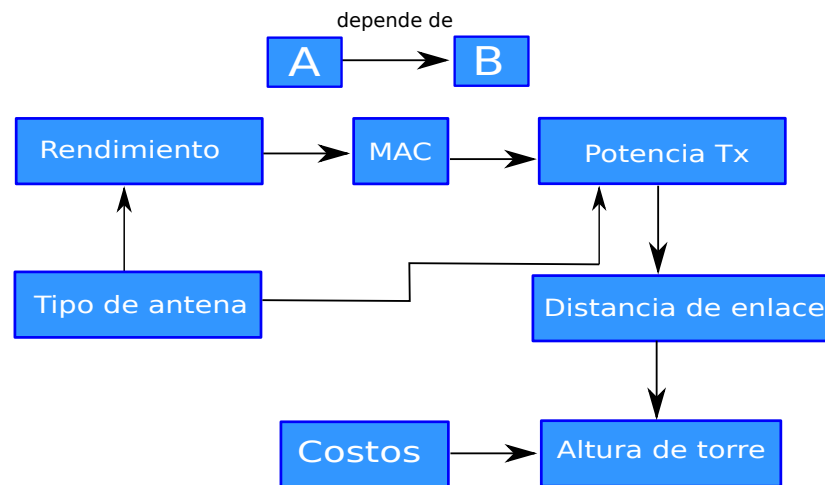 depende de
A
B
Rendimiento
MAC
Potencia Tx
Tipo de antena
Distancia de enlace
Costos
Altura de torre